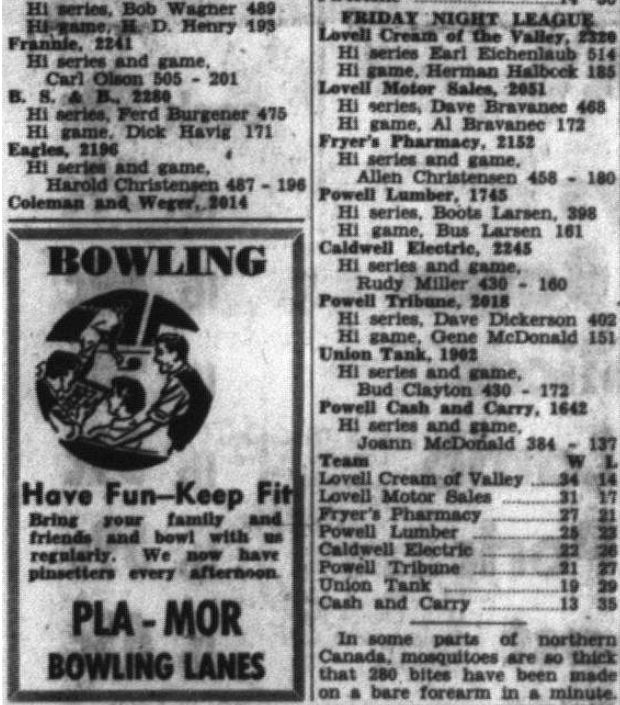 Hi series, Bob Wagner 489
Hi game, H. D. Henry 193
Frannie, 2241
Hi series and game,
Carl Olson 505 - 201
B. S. & B., 2280
Hi series, Ferd Burgener 475
Hi game, Dick Havig 171
Eagles, 2196
Hi series and game,
Harold Christensen 487 - 196
Coleman and Weger, 2014
BOWLING
Have Fun—Keep Fit
Bring your family and
friends and bowl with us
regularly. We now have
pinsetters every afternoon.
PLA - MOR
BOWLING LANES
FRIDAY NIGHT LEAGUE
Lovell Cream of the Valley, 2320
Hi series Earl Eichenlaub 514
Hi game, Herman Halbcck 185
Lovell Motor Sales, 2051
Hi series, Dave Bravanec 468
Hi game, Al Bravanec 172
Fryer's Pharmacy, 2152
Hi series and game,
Allen Christensen 458 - 180
Powell Lumber, 1745
Hi series, Boots Larsen, 398
Hi game, Bus Larsen 161
Caldwell Electric, 2245
Hi series and game,
Rudy Miller 430 - 160
Powell Tribune, 2018
Hi series, Dave Dickerson 402
Hi game, Gene McDonald 151
Union Tank, 1902
Hi series and game,
Bud Clayton 430 - 172
Powell Cash and Carry, 1642
Hi series and game,
Joann McDonald 384 - 137
Team W L
Lovell Cream of Valley 34 14
Lovell Motor Sales 31 17
Fryer's Pharmacy 27 21
Powell Lumber 25 23
Caldwell Electric 22 26
Powell Tribune 21 27
Union Tank 19 29
Cash and Carry 13 35
In some parts of northern
Canada, mosquitoes are so thick
that 280 bites have been made
on a bare forearm in a minute.